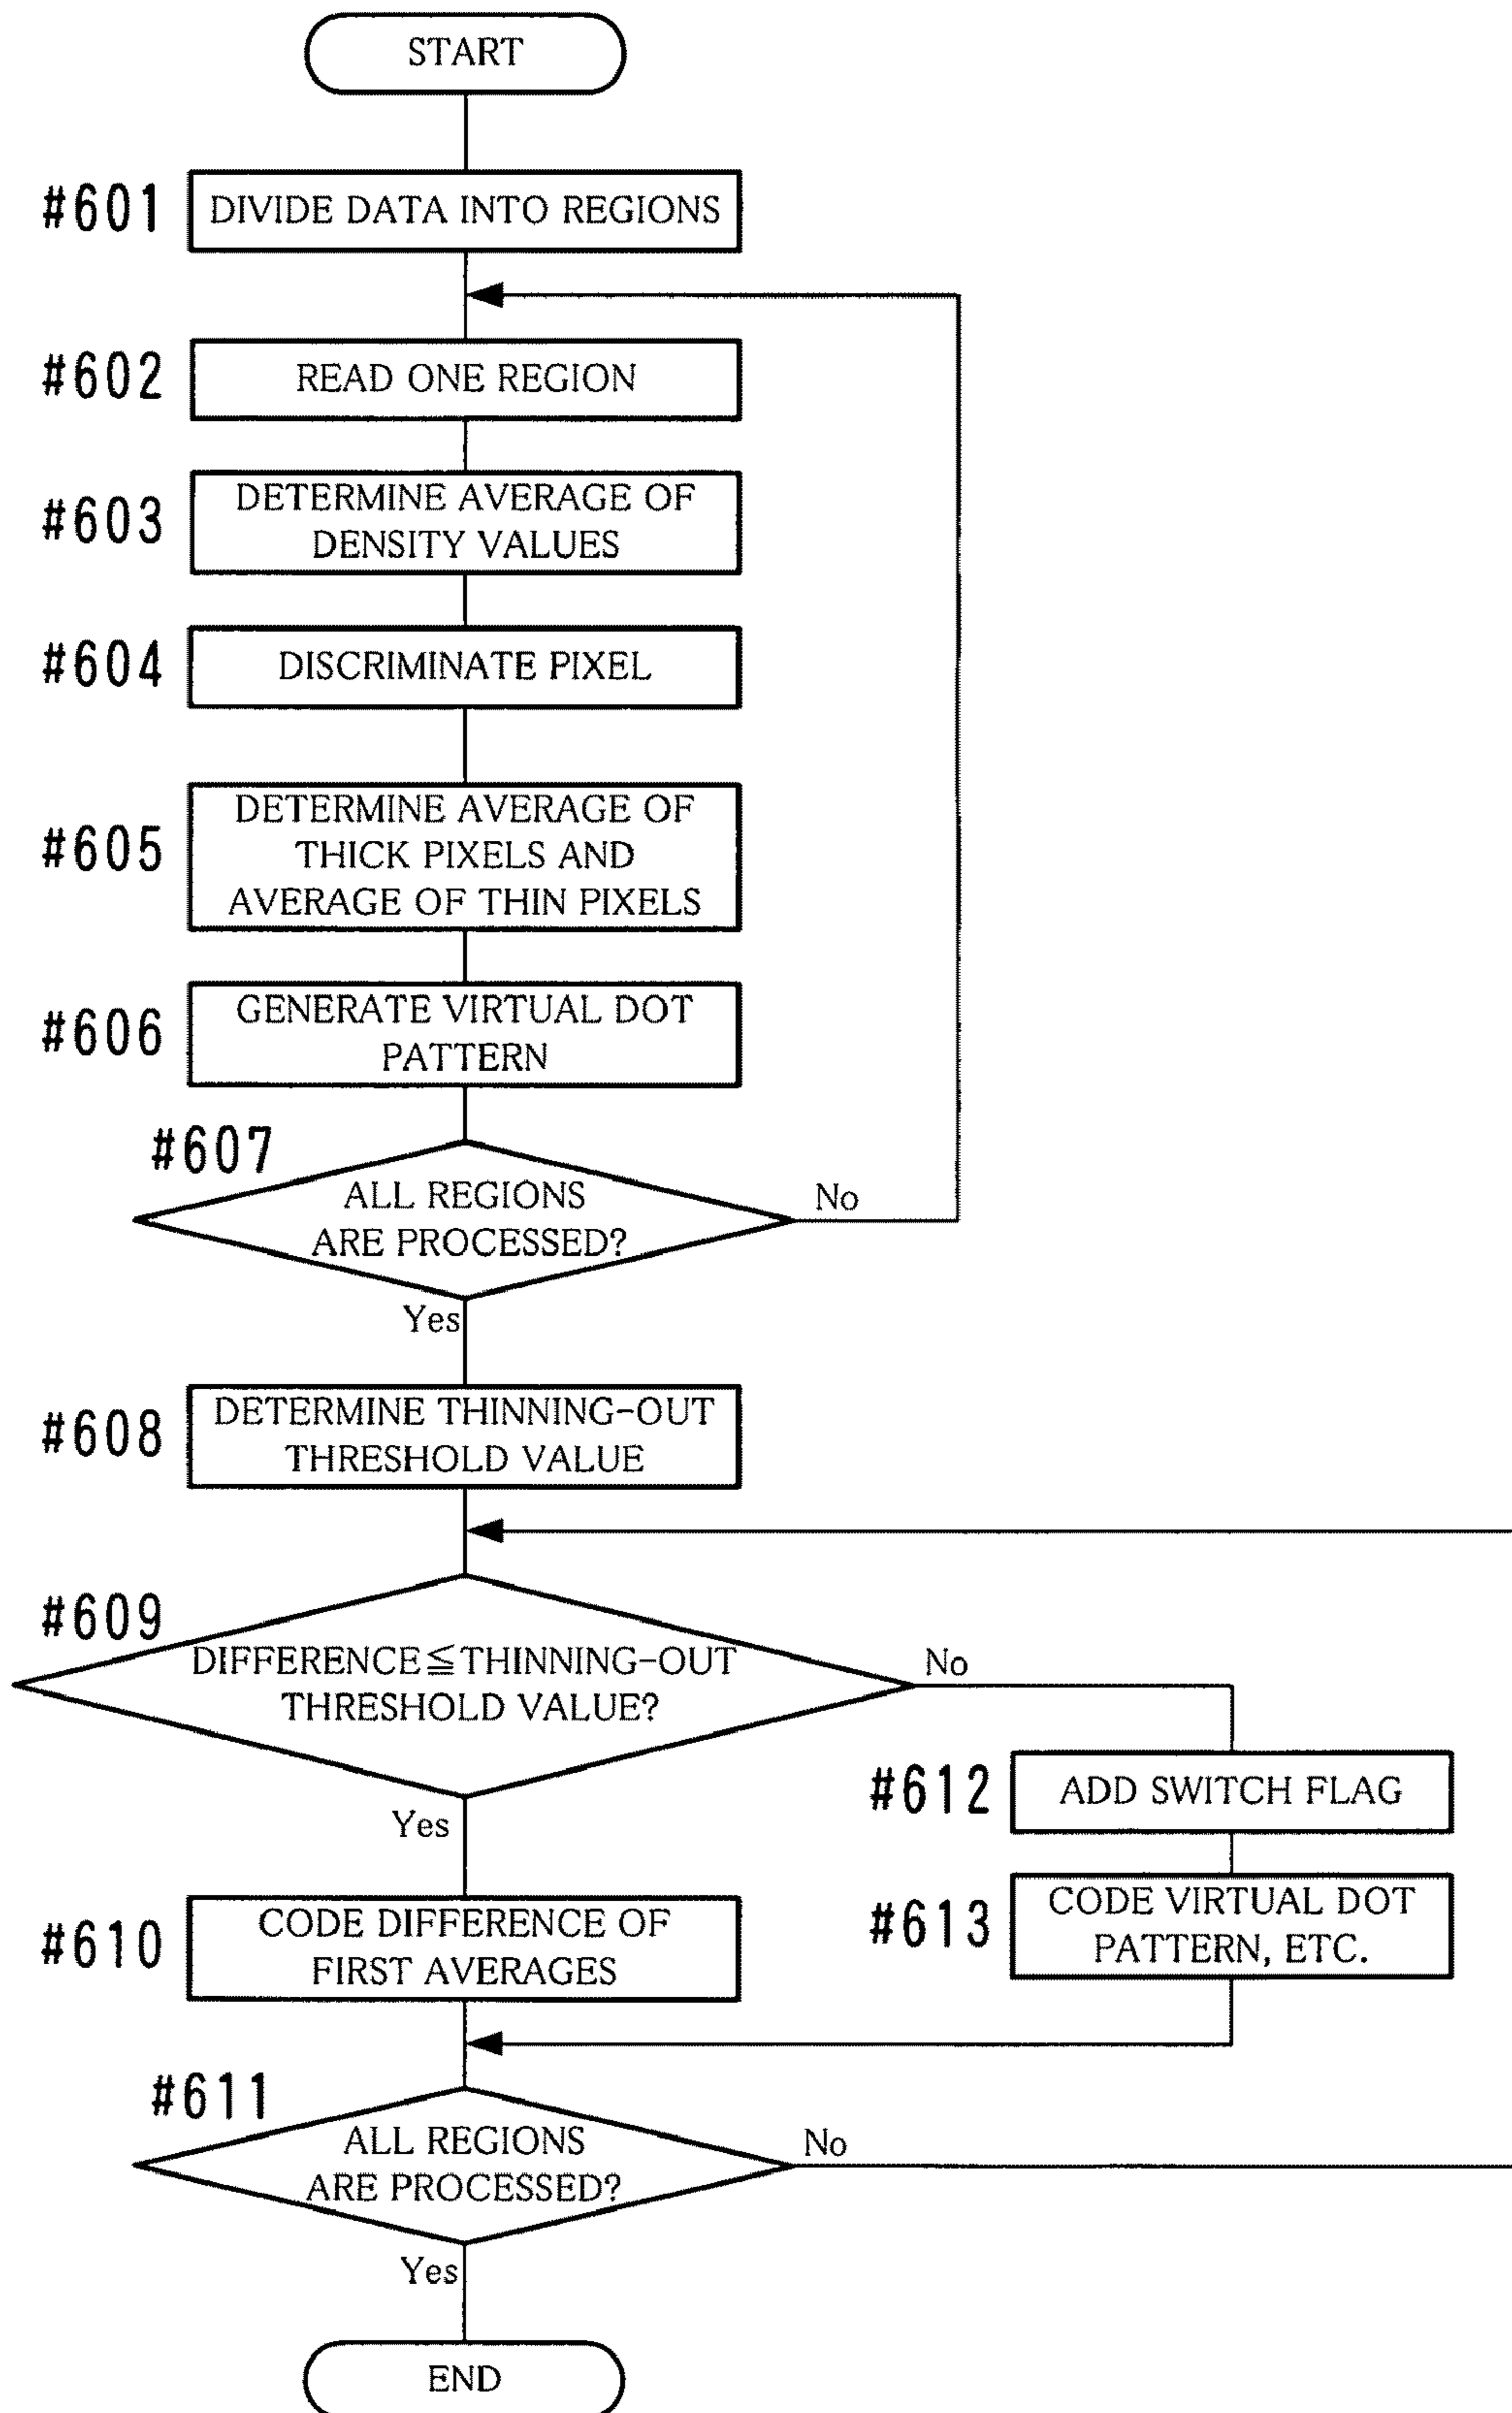 START
#601
DIVIDE DATA INTO REGIONS
#602
READ ONE REGION
#603
DETERMINE AVERAGE OF
DENSITY VALUES
#604
DISCRIMINATE PIXEL
#605
DETERMINE AVERAGE OF
THICK PIXELS AND
AVERAGE OF THIN PIXELS
#606
GENERATE VIRTUAL DOT
PATTERN
#607
ALL REGIONS
ARE PROCESSED?
No
Yes
#608
DETERMINE THINNING-OUT
THRESHOLD VALUE
#609
DIFFERENCE≦THINNING-OUT
THRESHOLD VALUE?
No
Yes
#612
ADD SWITCH FLAG
#610
CODE DIFFERENCE OF
FIRST AVERAGES
#613
CODE VIRTUAL DOT
PATTERN, ETC.
#611
ALL REGIONS
ARE PROCESSED?
No
Yes
END